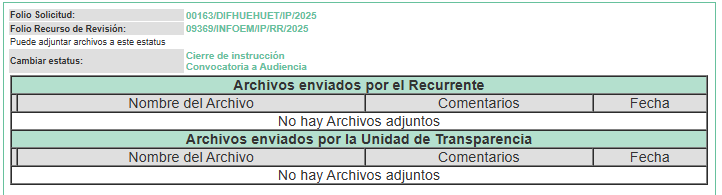 Folio Solicitud: 00163/DIFHUEHUET/IP/2025
Folio Recurso de Revisión: 09369/INFOEM/IP/RR/2025
Puede adjuntar archivos a este estatus
Cambiar estatus: Cierre de instrucción
Convocatoria a Audiencia
Archivos enviados por el Recurrente
Nombre del Archivo Comentarios Fecha
No hay Archivos adjuntos
Archivos enviados por la Unidad de Transparencia
Nombre del Archivo Comentarios Fecha
No hay Archivos adjuntos